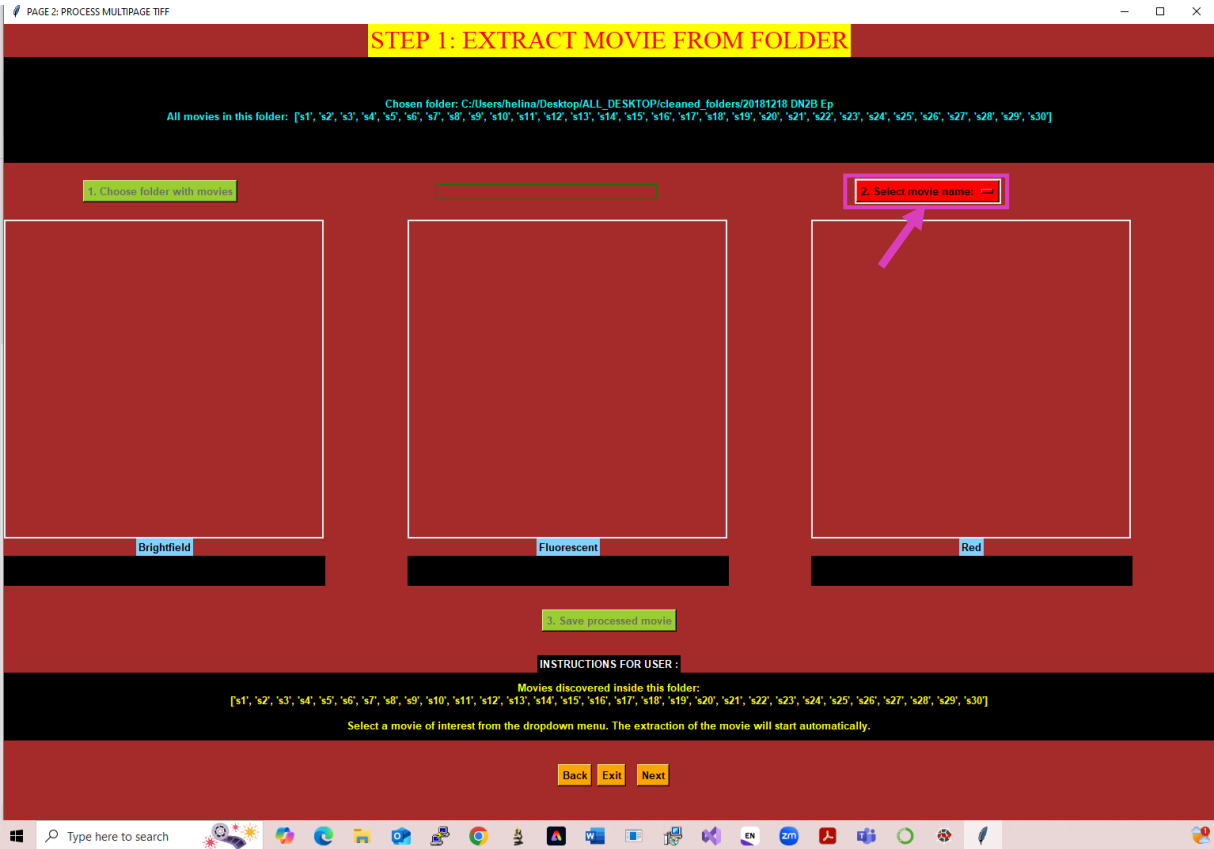 PAGE 2: PROCESS MULTIPAGE TIFF
STEP 1: EXTRACT MOVIE FROM FOLDER
Chosen folder: C:/Users/helina/Desktop/ALL_DESKTOP/cleaned_folders/20181218 DN2B Ep
All movies in this folder: ['s1', 's2', 's3', 's4', 's5', 's6', 's7', 's8', 's9', 's10', 's11', 's12', 's13', 's14', 's15', 's16', 's17', 's18', 's19', 's20', 's21', 's22', 's23', 's24', 's25', 's26', 's27', 's28', 's29', 's30']
1. Choose folder with movies
2. Select movie name:
Brightfield
Fluorescent
Red
3. Save processed movie
INSTRUCTIONS FOR USER :
Movies discovered inside this folder:
['s1', 's2', 's3', 's4', 's5', 's6', 's7', 's8', 's9', 's10', 's11', 's12', 's13', 's14', 's15', 's16', 's17', 's18', 's19', 's20', 's21', 's22', 's23', 's24', 's25', 's26', 's27', 's28', 's29', 's30']
Select a movie of interest from the dropdown menu. The extraction of the movie will start automatically.
Back Exit Next
Type here to search
EN
zm